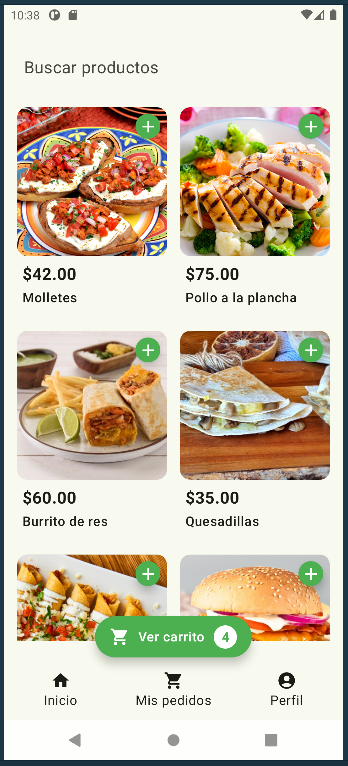 10:38
Buscar productos
$42.00
$75.00
Molletes
Pollo a la plancha
$60.00
$35.00
Burrito de res
Quesadillas
Ver carrito 4
Inicio
Mis pedidos
Perfil